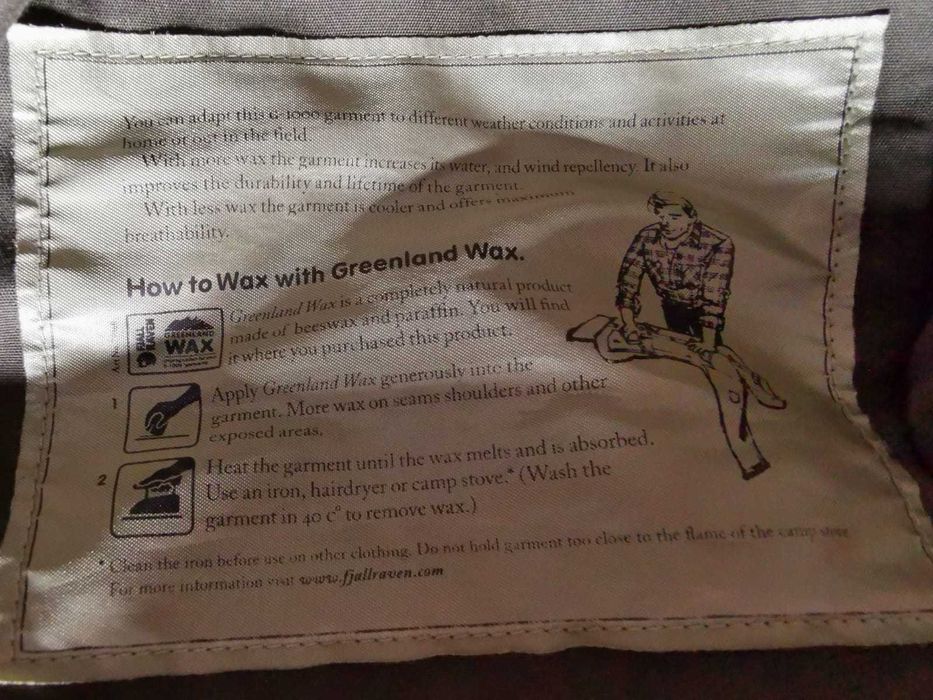 You can adapt this G-1000 garment to different weather conditions and activities at
home or out in the field.
With more wax the garment increases its water, and wind repellency. It also
improves the durability and lifetime of the garment.
With less wax the garment is cooler and offers maximum
breathability.
How to Wax with Greenland Wax.
FJÄLL
RÄVEN
GREENLAND
WAX
Greenland Wax is a completely natural product
made of beeswax and paraffin. You will find
it where you purchased this product.
1
Apply Greenland Wax generously into the
garment. More wax on seams shoulders and other
exposed areas.
2
Heat the garment until the wax melts and is absorbed.
Use an iron, hairdryer or camp stove.* (Wash the
garment in 40 c° to remove wax.)
* Clean the iron before use on other clothing. Do not hold garment too close to the flame of the camp stove.
For more information visit www.fjallraven.com